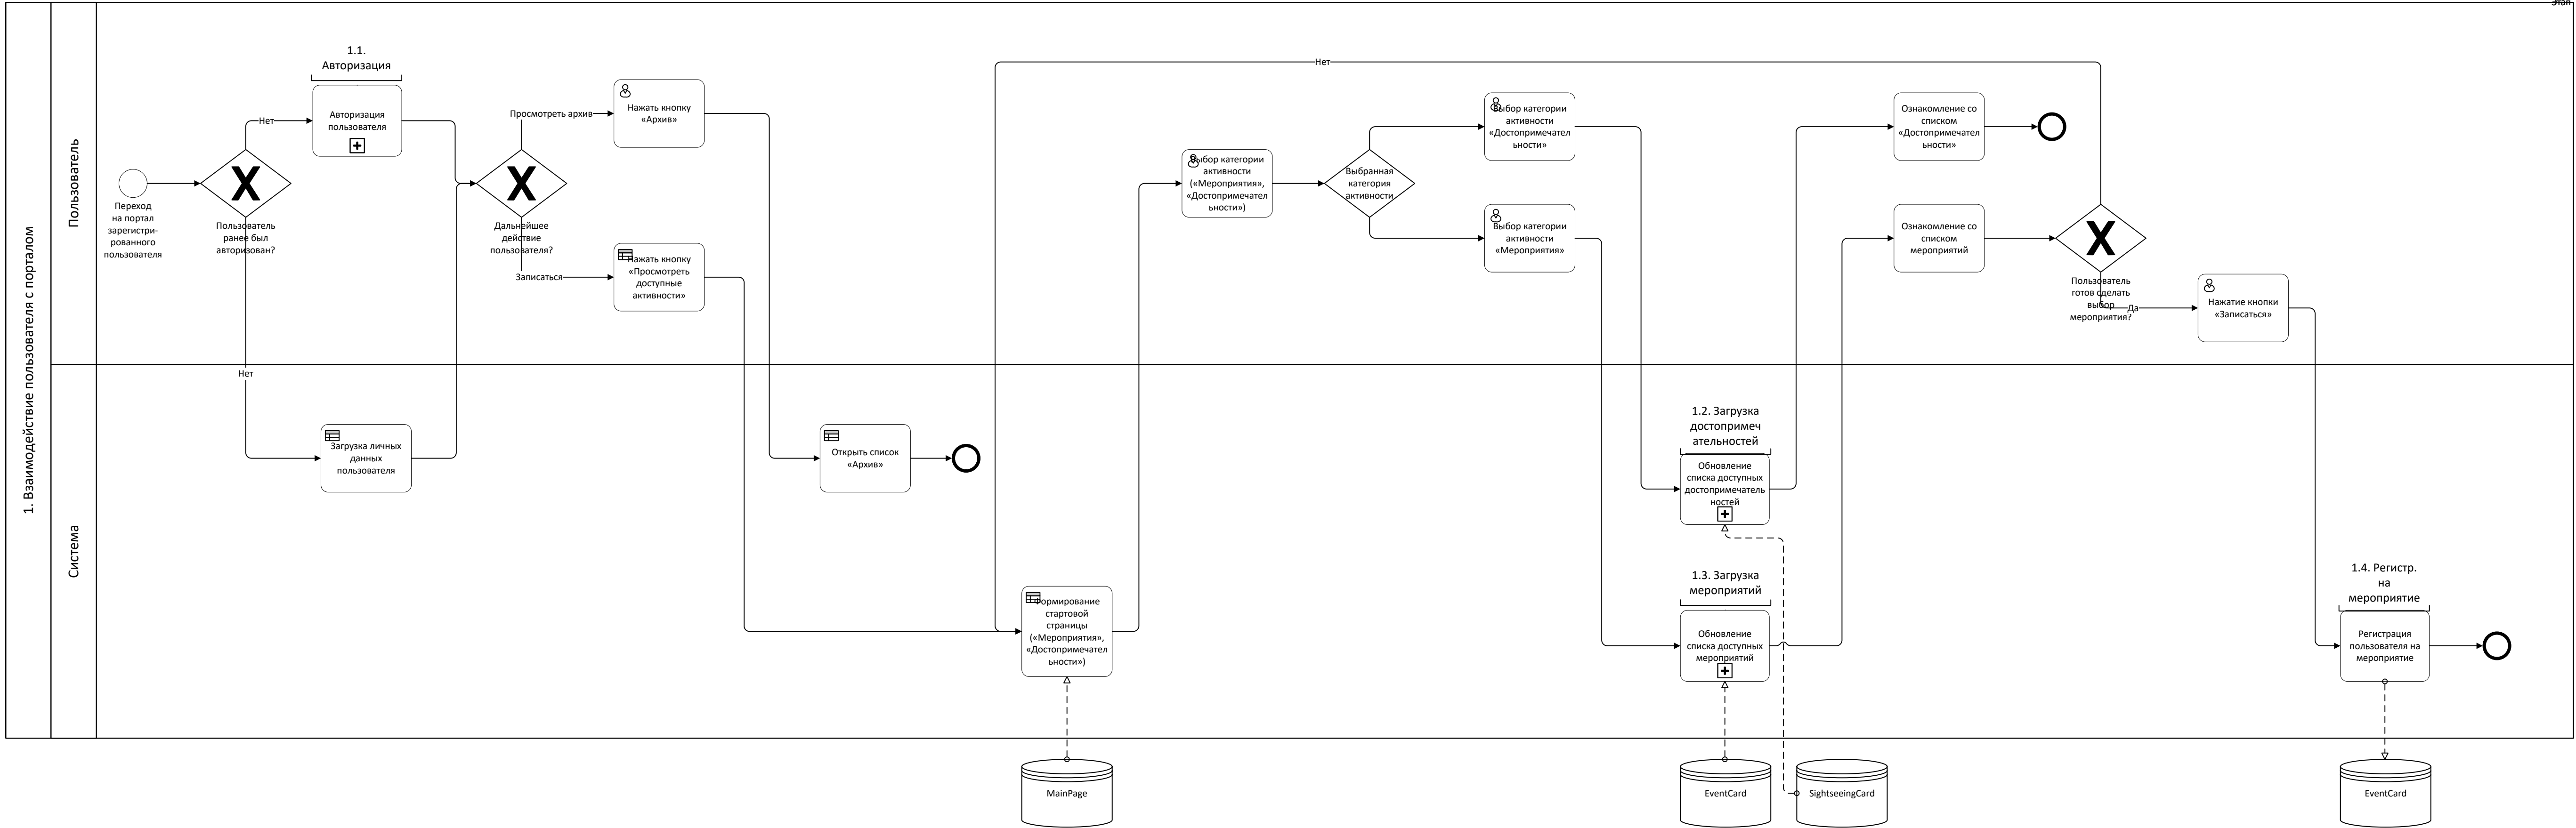 Этап
1. Взаимодействие пользователя с порталом
Пользователь
Система
Переход
на портал
зарегистри-
рованного
пользователя
Пользователь
ранее был
авторизован?
Нет
Нет
1.1.
Авторизация
Авторизация
пользователя
Загрузка личных
данных
пользователя
Дальнейшее
действие
пользователя?
Просмотреть архив
Записаться
Нажать кнопку
«Архив»
Нажать кнопку
«Просмотреть
доступные
активности»
Открыть список
«Архив»
Формирование
стартовой
страницы
(«Мероприятия»,
«Достопримечател
ьности»)
MainPage
Выбор категории
активности
(«Мероприятия»,
«Достопримечател
ьности»)
Выбранная
категория
активности
Выбор категории
активности
«Достопримечател
ьности»
Выбор категории
активности
«Мероприятия»
1.2. Загрузка
достопримеч
ательностей
Обновление
списка доступных
достопримечатель
ностей
1.3. Загрузка
мероприятий
Обновление
списка доступных
мероприятий
EventCard
SightseeingCard
Ознакомление со
списком
«Достопримечател
ьности»
Ознакомление со
списком
мероприятий
Нет
Пользователь
готов сделать
выбор
мероприятия?
Да
Нажатие кнопки
«Записаться»
1.4. Регистр.
на
мероприятие
Регистрация
пользователя на
мероприятие
EventCard